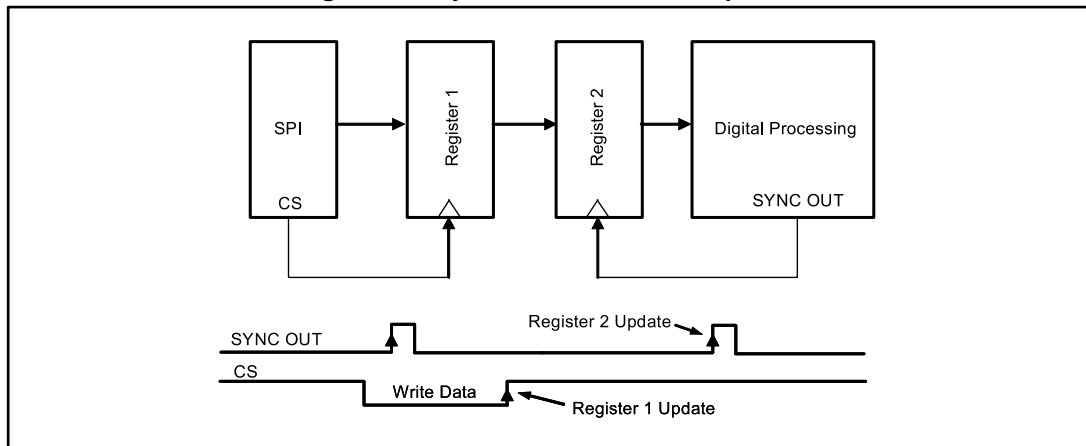 SPI
CS
Register 1
Register 2
Digital Processing
SYNC OUT
Register 2 Update
SYNC OUT
CS
Write Data
Register 1 Update